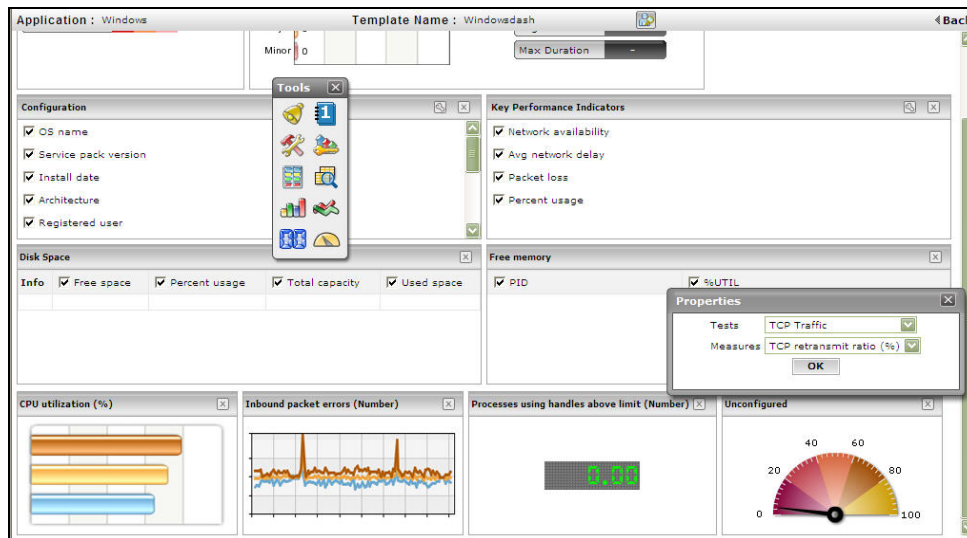 Application : Windows Template Name : Windowsdash Back
Minor 0
Max Duration -
Tools
1
Configuration
OS name
Service pack version
Install date
Architecture
Registered user
Key Performance Indicators
Network availability
Avg network delay
Packet loss
Percent usage
Disk Space
Info Free space Percent usage Total capacity Used space
Free memory
PID %UTIL
Properties
Tests TCP Traffic
Measures TCP retransmit ratio (%)
OK
CPU utilization (%)
Inbound packet errors (Number)
Processes using handles above limit (Number)
0.00
Unconfigured
0 20 40 60 80 100